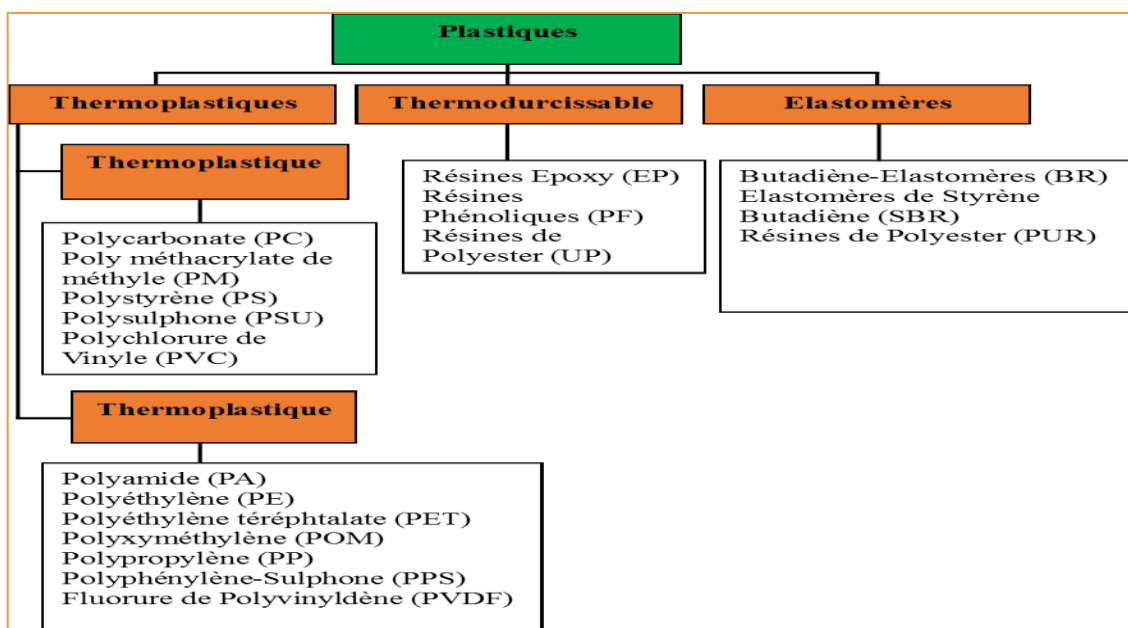 Plastiques
Thermoplastiques
Thermodurcissable
Elastomères
Thermoplastique
Polycarbonate (PC)
Poly méthacrylate de
méthyle (PM)
Polystyrène (PS)
Polysulphone (PSU)
Polychlorure de
Vinyle (PVC)
Résines Epoxy (EP)
Résines
Phénoliques (PF)
Résines de
Polyester (UP)
Butadiène-Elastomères (BR)
Elastomères de Styrène
Butadiène (SBR)
Résines de Polyester (PUR)
Thermoplastique
Polyamide (PA)
Polyéthylène (PE)
Polyéthylène téréphtalate (PET)
Polyxyméthylène (POM)
Polypropylène (PP)
Polyphénylène-Sulphone (PPS)
Fluorure de Polyvinyldène (PVDF)